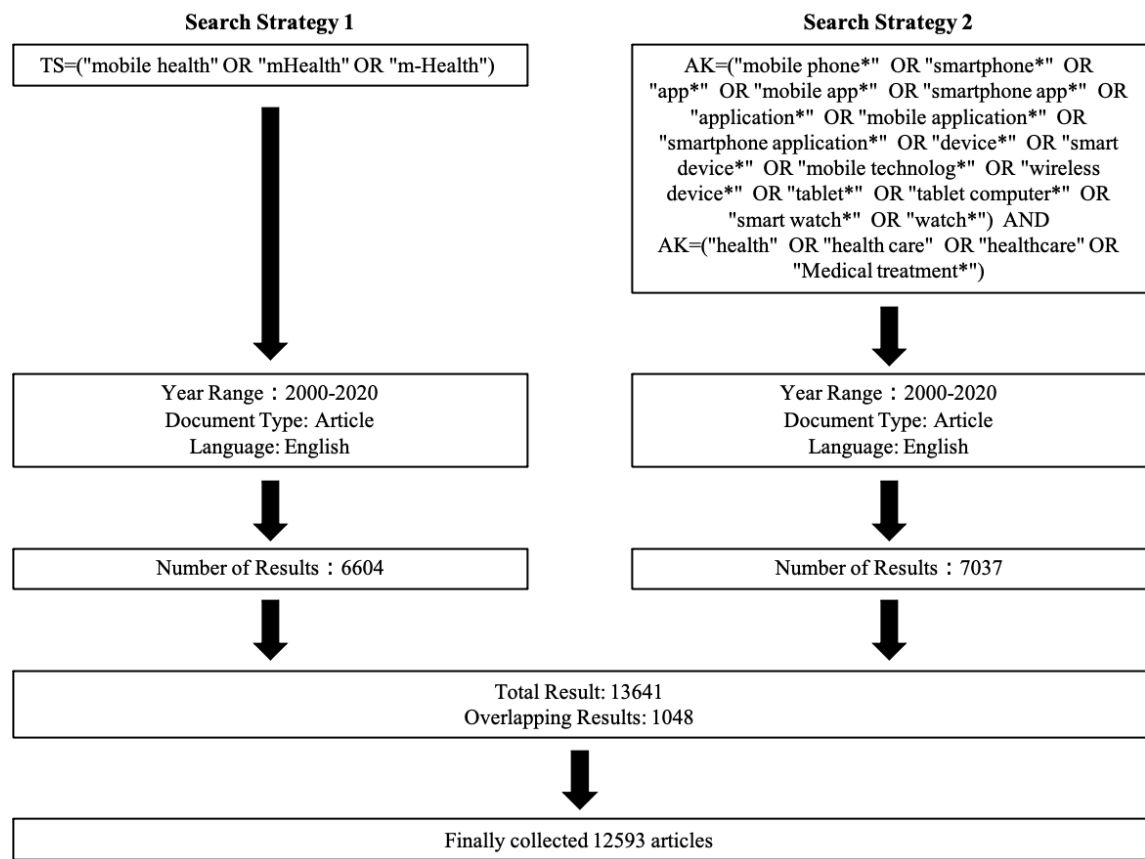 Search Strategy 1
TS=("mobile health" OR "mHealth" OR "m-Health")
Year Range：2000-2020
Document Type: Article
Language: English
Number of Results：6604
Search Strategy 2
AK=("mobile phone*" OR "smartphone*" OR
"app*" OR "mobile app*" OR "smartphone app*" OR
"application*" OR "mobile application*" OR
"smartphone application*" OR "device*" OR "smart
device*" OR "mobile technolog*" OR "wireless
device*" OR "tablet*" OR "tablet computer*" OR
"smart watch*" OR "watch*") AND
AK=("health" OR "health care" OR "healthcare" OR
"Medical treatment*")
Year Range：2000-2020
Document Type: Article
Language: English
Number of Results：7037
Total Result: 13641
Overlapping Results: 1048
Finally collected 12593 articles